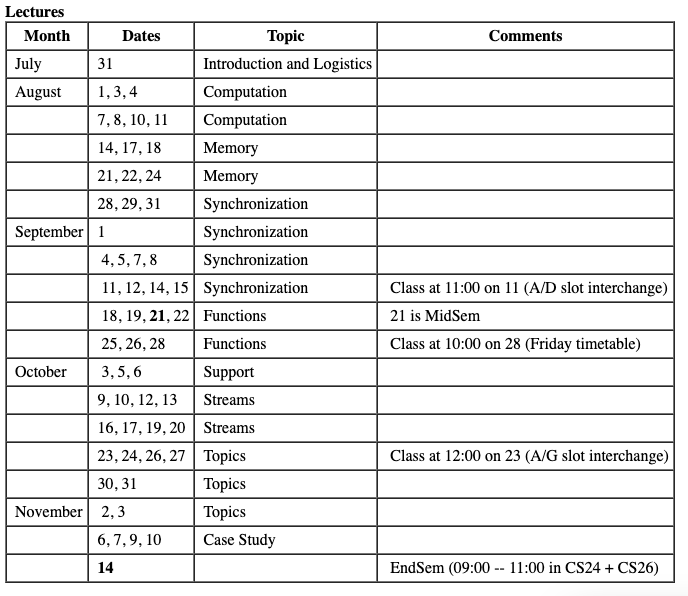 Lectures
Month Dates Topic Comments
July 31 Introduction and Logistics
August 1, 3, 4 Computation
7, 8, 10, 11 Computation
14, 17, 18 Memory
21, 22, 24 Memory
28, 29, 31 Synchronization
September 1 Synchronization
4, 5, 7, 8 Synchronization
11, 12, 14, 15 Synchronization Class at 11:00 on 11 (A/D slot interchange)
18, 19, 21, 22 Functions 21 is MidSem
25, 26, 28 Functions Class at 10:00 on 28 (Friday timetable)
October 3, 5, 6 Support
9, 10, 12, 13 Streams
16, 17, 19, 20 Streams
23, 24, 26, 27 Topics Class at 12:00 on 23 (A/G slot interchange)
30, 31 Topics
November 2, 3 Topics
6, 7, 9, 10 Case Study
14 EndSem (09:00 -- 11:00 in CS24 + CS26)